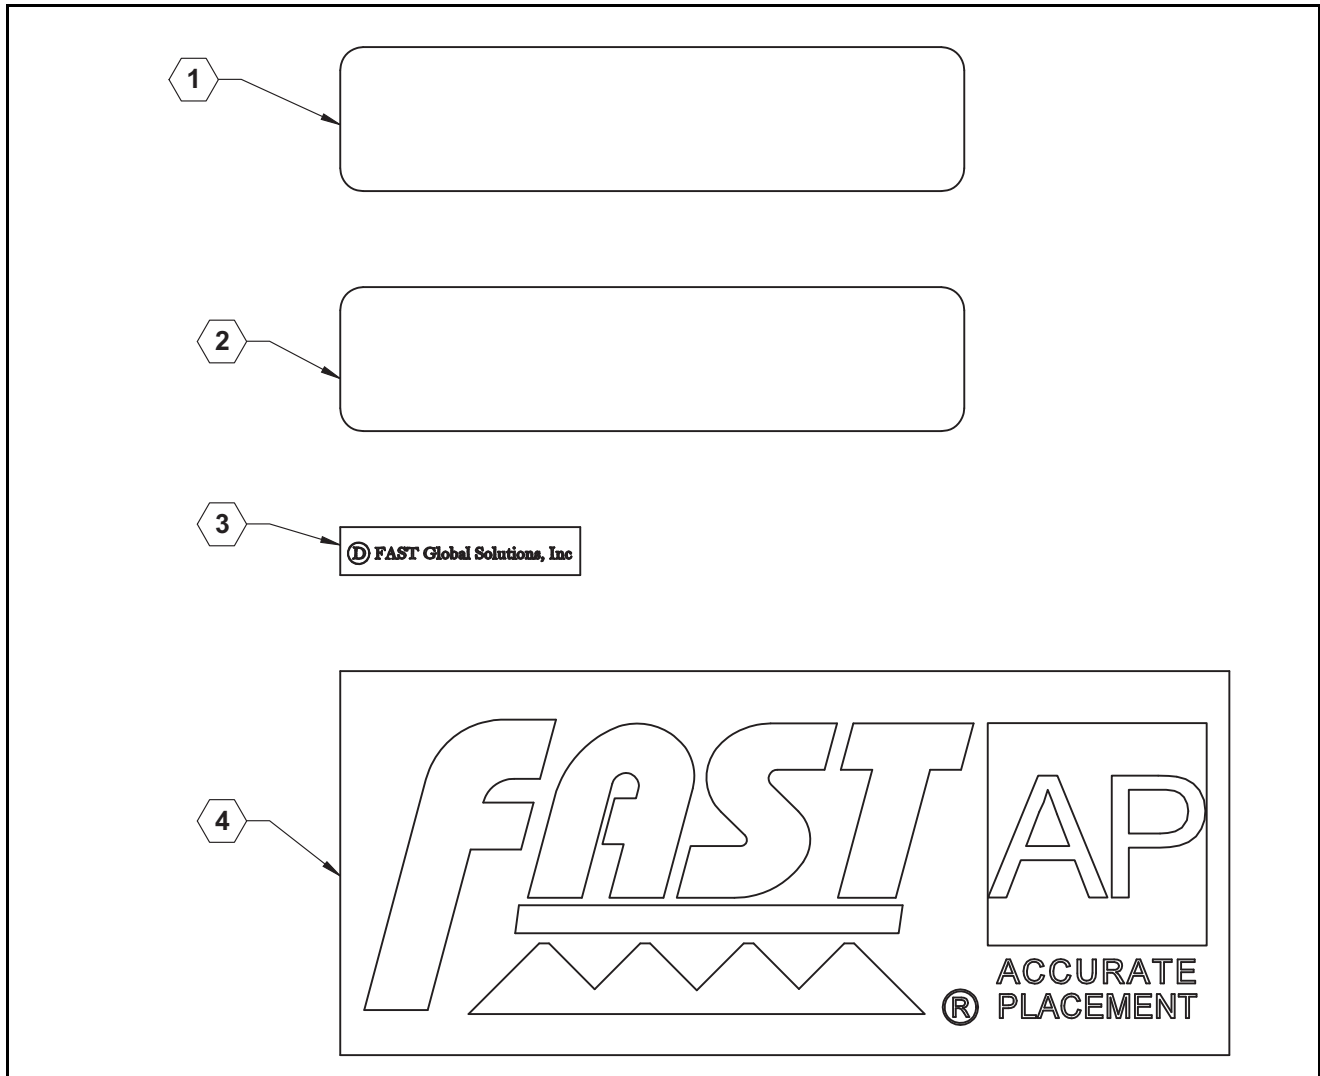 1
2
3
Ⓓ FAST Global Solutions, Inc
4
FAST
AP
ACCURATE
® PLACEMENT